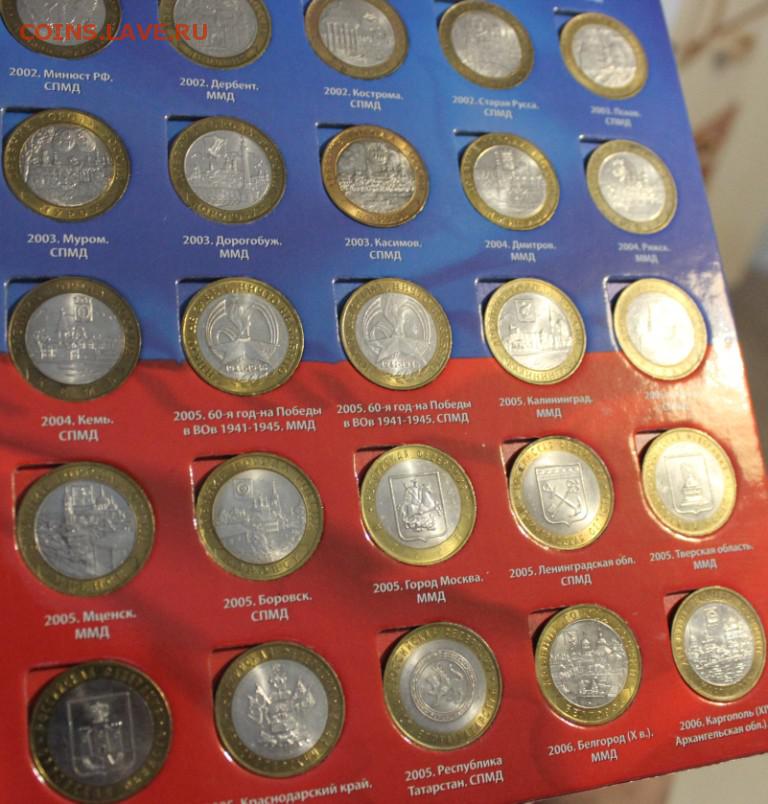 COINS.LAVE.RU
2002. Минюст РФ.
СПМД
2002. Дербент.
ММД
2002. Кострома.
СПМД
2002. Старая Русса.
СПМД
2003. Псков.
СПМД
2003. Муром.
СПМД
2003. Дорогобуж.
ММД
2003. Касимов.
СПМД
2004. Дмитров.
ММД
2004. Ряжск.
ММД
2004. Кемь.
СПМД
2005. 60-я год-на Победы
в ВОв 1941-1945. ММД
2005. 60-я год-на Победы
в ВОв 1941-1945. СПМД
2005. Калининград.
ММД
2005. Мценск.
ММД
2005. Боровск.
СПМД
2005. Город Москва.
ММД
2005. Ленинградская обл.
СПМД
2005. Тверская область.
ММД
Краснодарский край,
2005. Республика
Татарстан. СПМД
2006. Белгород (X в.).
ММД
2006. Каргополь (XI
Архангельская обл.)